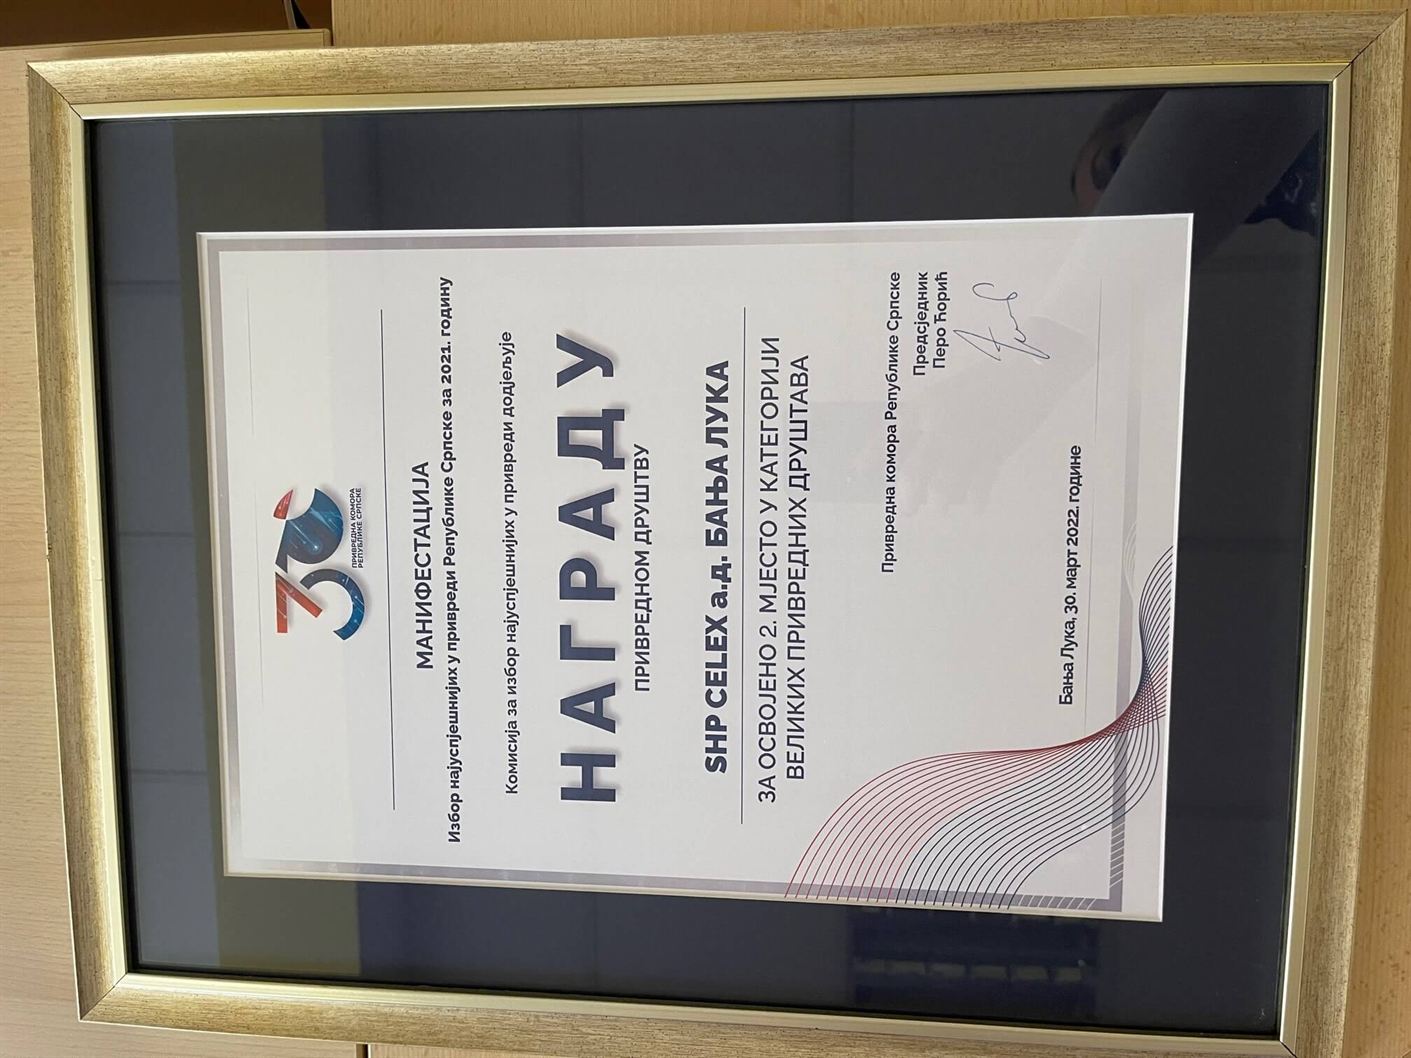 30
ПРИВРЕДНА КОМОРА
РЕПУБЛИКЕ СРПСКЕ
МАНИФЕСТАЦИЈА
Избор најуспјешнијих у привреди Републике Српске за 2021. годину
Комисија за избор најуспјешнијих у привреди додјељује
НАГРАДУ
ПРИВРЕДНОМ ДРУШТВУ
SHP CELEX а.д. БАЊА ЛУКА
ЗА ОСВОЈЕНО 2. МЈЕСТО У КАТЕГОРИЈИ
ВЕЛИКИХ ПРИВРЕДНИХ ДРУШТАВА
Привредна комора Републике Српске
Предсједник
Перо Ћорић
Бања Лука, 30. март 2022. године